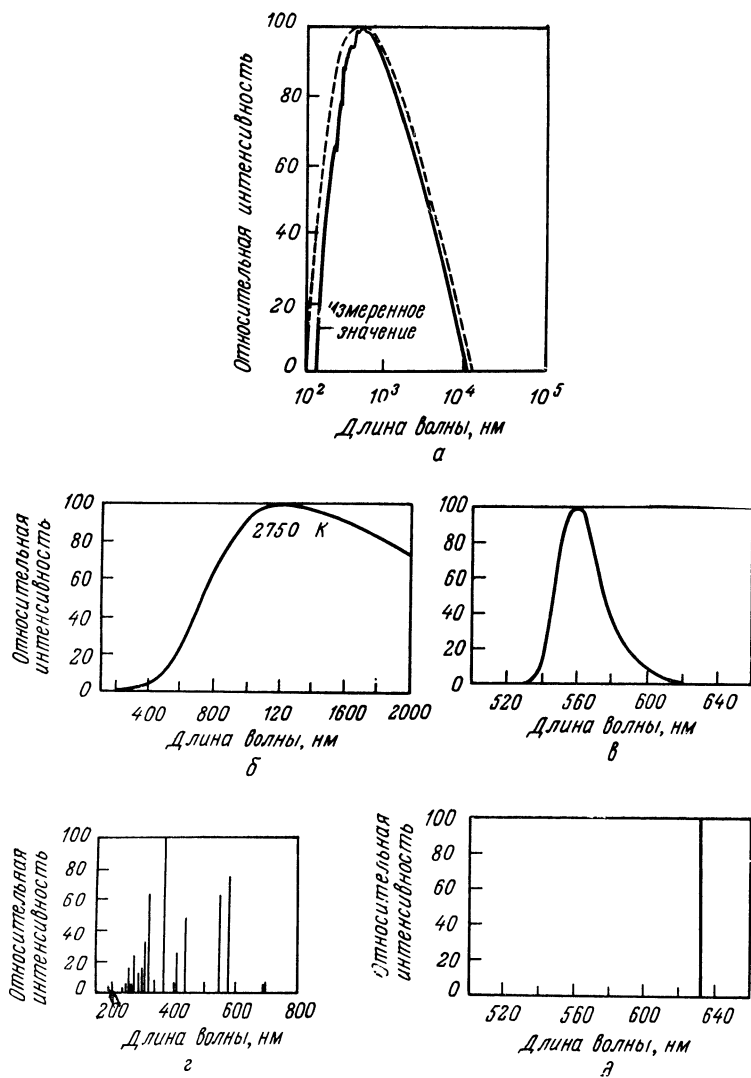 Относительная интенсивность
100
80
60
40
20
0
Измеренное
значение
10²
10³
10⁴
10⁵
Длина волны, нм
а
Относительная
интенсивность
100
80
60
40
20
0
2750 К
400
800
120
1600
2000
Длина волны, нм
б
100
80
60
40
20
0
520
560
600
640
Длина волны, нм
в
Относительная
интенсивность
100
80
60
40
20
0
200
400
600
800
Длина волны, нм
г
Относительная
интенсивность
100
80
60
40
20
0
520
560
600
640
Длина волны, нм
д